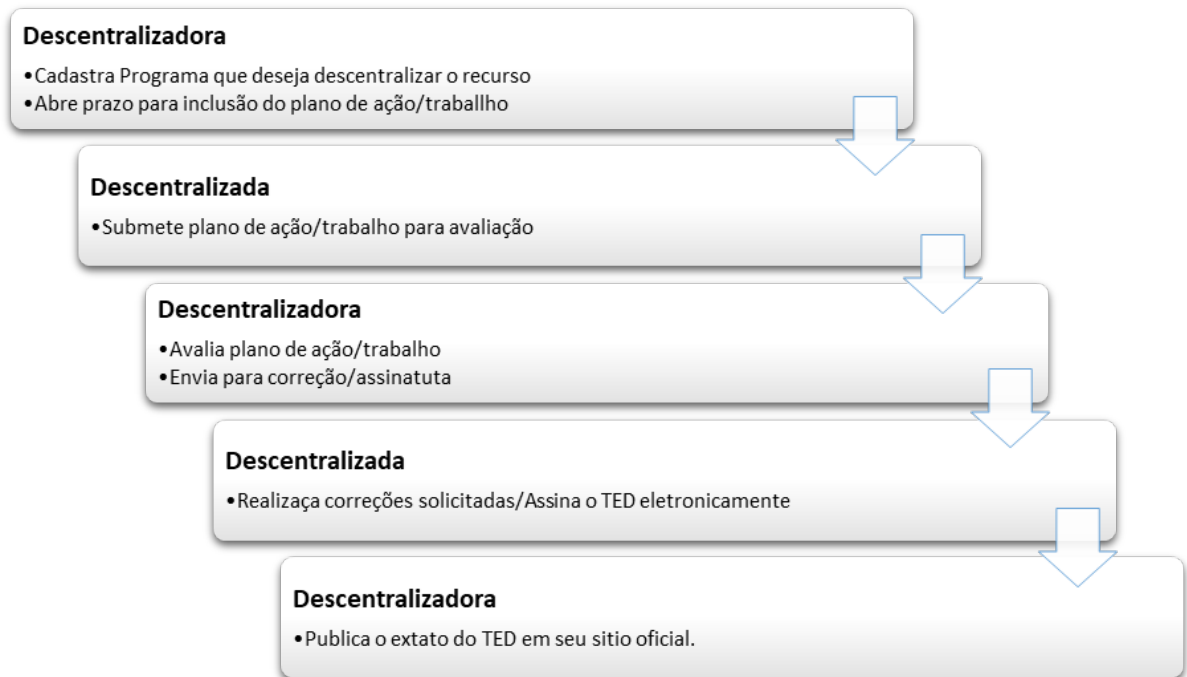 Descentralizadora
•Cadastra Programa que deseja descentralizar o recurso
•Abre prazo para inclusão do plano de ação/traballho
Descentralizada
•Submete plano de ação/trabalho para avaliação
Descentralizadora
•Avalia plano de ação/trabalho
•Envia para correção/assinatuta
Descentralizada
•Realizaça correções solicitadas/Assina o TED eletronicamente
Descentralizadora
•Publica o extato do TED em seu sitio oficial.